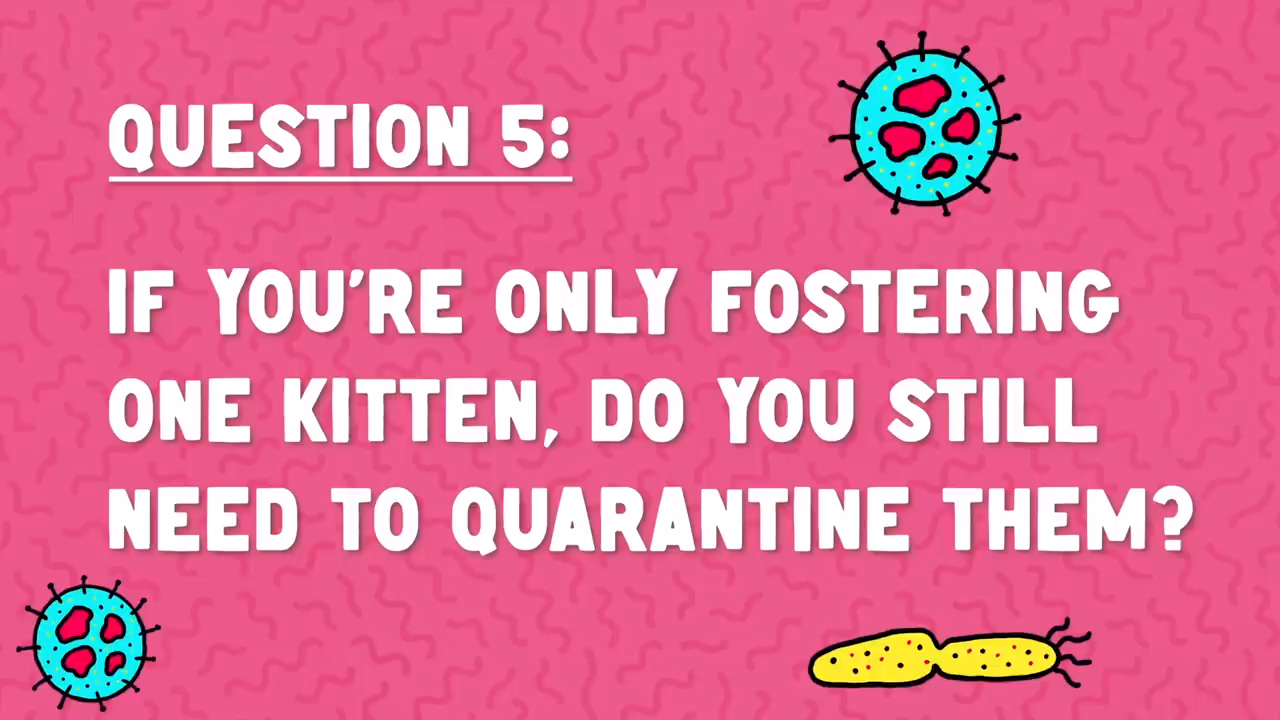 QUESTION 5:
IF YOU'RE ONLY FOSTERING
ONE KITTEN, DO YOU STILL
NEED TO QUARANTINE THEM?